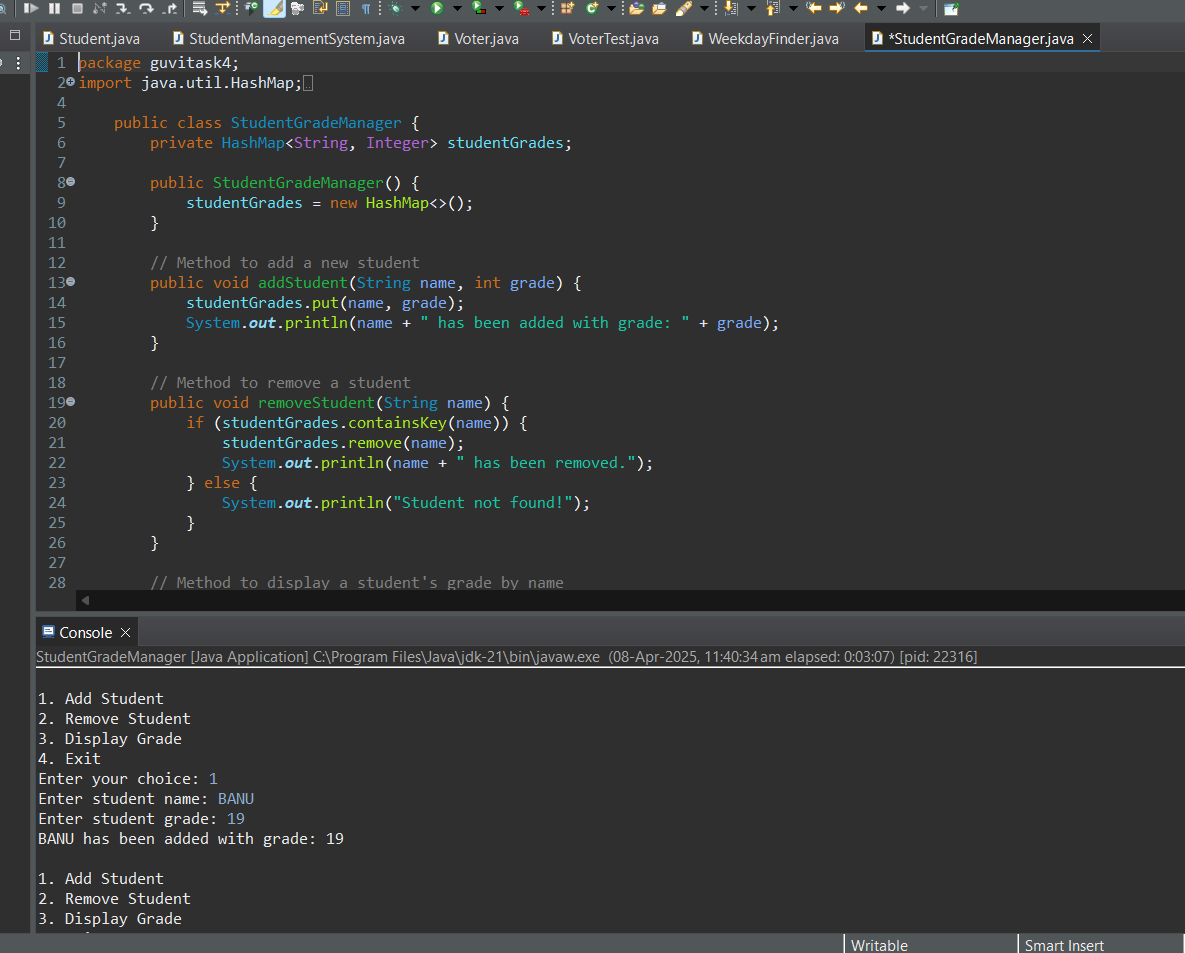 Student.java StudentManagementSystem.java Voter.java VoterTest.java WeekdayFinder.java *StudentGradeManager.java
1 package guvitask4;
2 import java.util.HashMap;
4
5 public class StudentGradeManager {
6 private HashMap<String, Integer> studentGrades;
7
8 public StudentGradeManager() {
9 studentGrades = new HashMap<>();
10 }
11
12 // Method to add a new student
13 public void addStudent(String name, int grade) {
14 studentGrades.put(name, grade);
15 System.out.println(name + " has been added with grade: " + grade);
16 }
17
18 // Method to remove a student
19 public void removeStudent(String name) {
20 if (studentGrades.containsKey(name)) {
21 studentGrades.remove(name);
22 System.out.println(name + " has been removed.");
23 } else {
24 System.out.println("Student not found!");
25 }
26 }
27
28 // Method to display a student's grade by name
Console
StudentGradeManager [Java Application] C:\Program Files\Java\jdk-21\bin\javaw.exe (08-Apr-2025, 11:40:34 am elapsed: 0:03:07) [pid: 22316]
1. Add Student
2. Remove Student
3. Display Grade
4. Exit
Enter your choice: 1
Enter student name: BANU
Enter student grade: 19
BANU has been added with grade: 19
1. Add Student
2. Remove Student
3. Display Grade
Writable Smart Insert